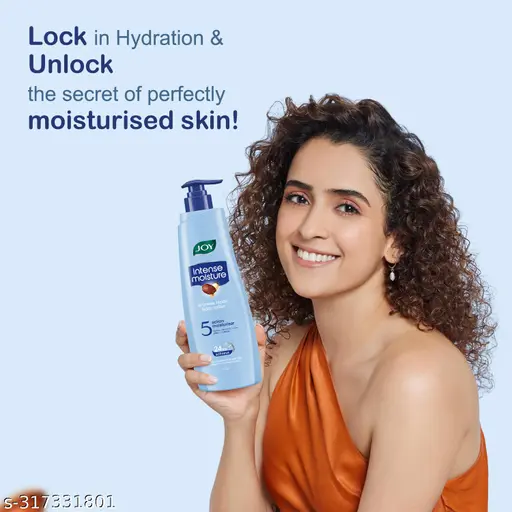 Lock in Hydration &
Unlock
the secret of perfectly
moisturised skin!
JOY
intense
moisture
5
24
s-317331801